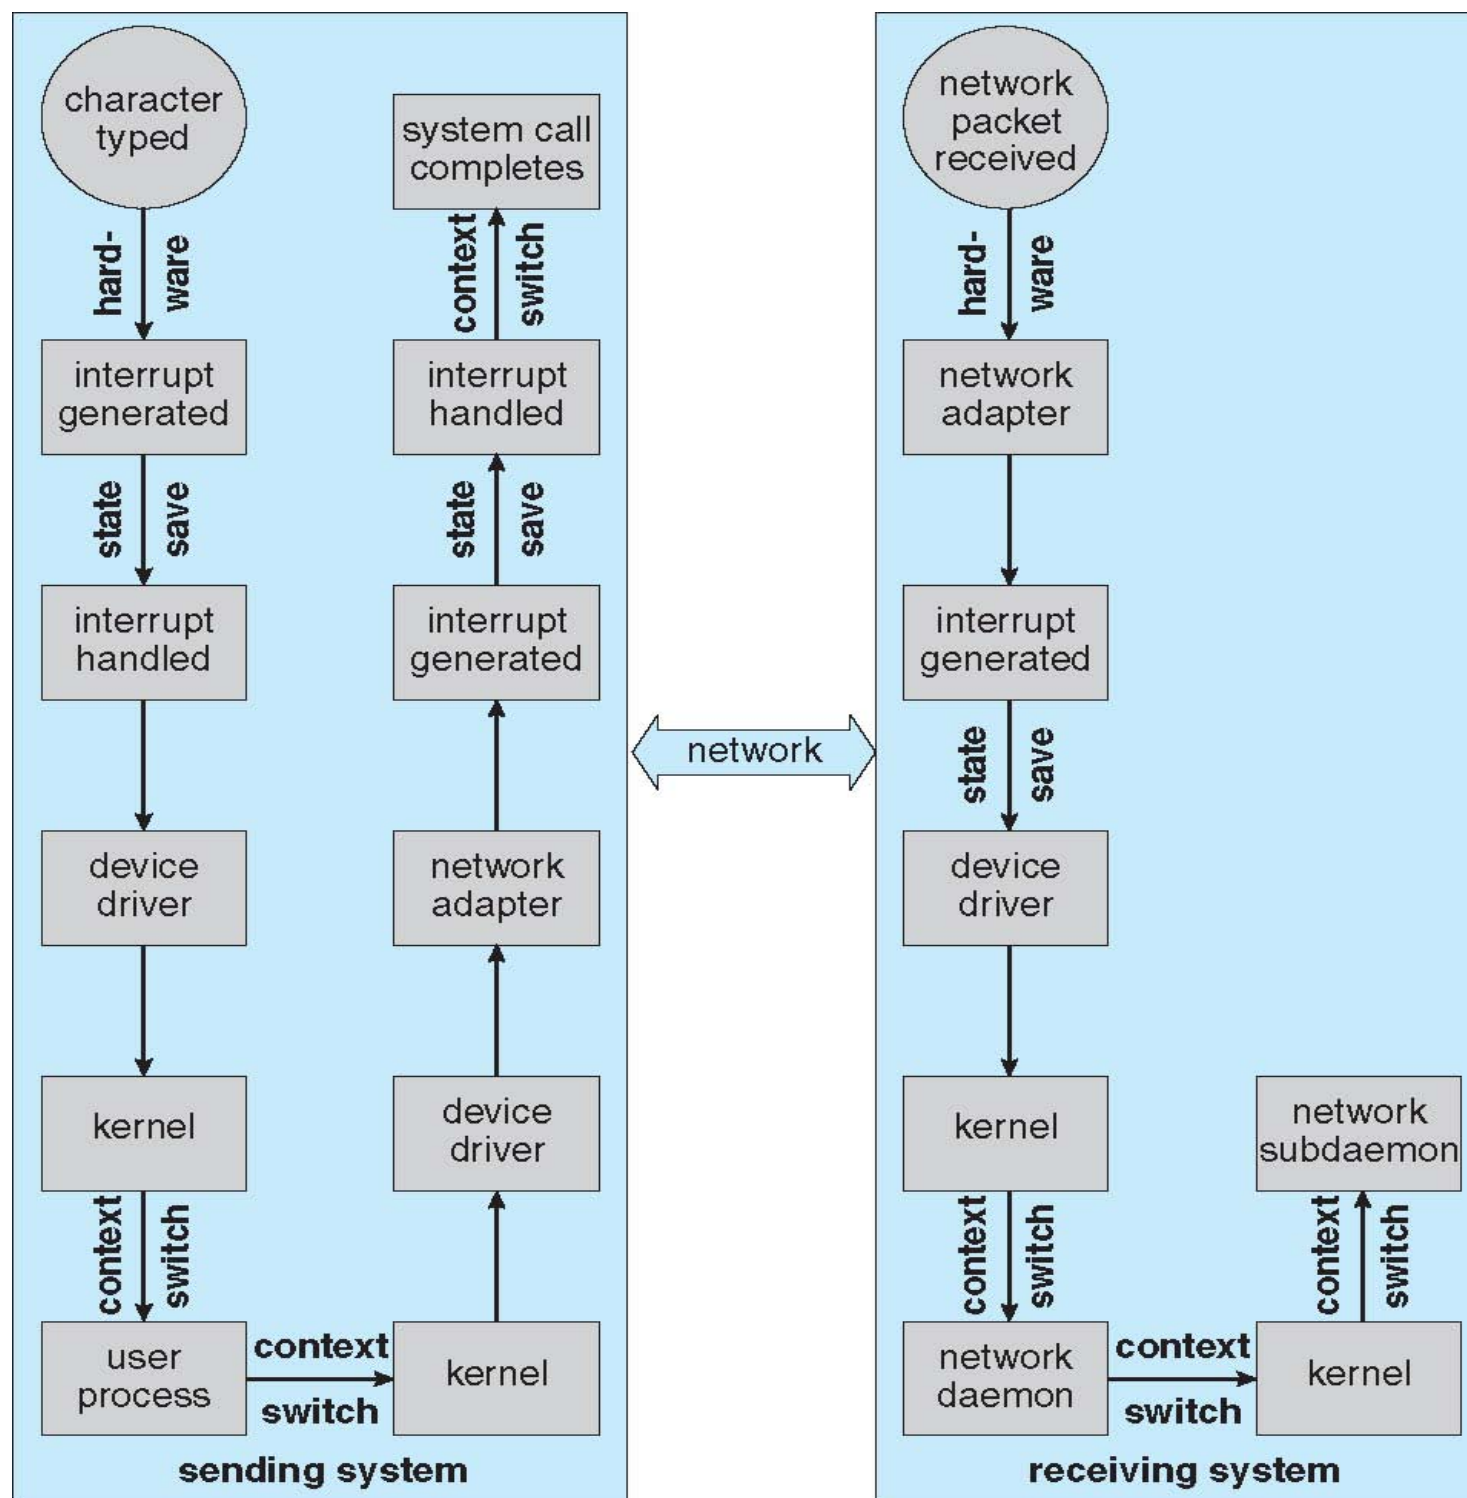 character
typed
hard-
ware
interrupt
generated
state
save
interrupt
handled
device
driver
kernel
context
switch
user
process
context
switch
kernel
device
driver
network
adapter
interrupt
generated
state
save
interrupt
handled
context
switch
system call
completes
sending system
network
network
packet
received
hard-
ware
network
adapter
interrupt
generated
state
save
device
driver
kernel
context
switch
network
daemon
context
switch
kernel
context
switch
network
subdaemon
receiving system